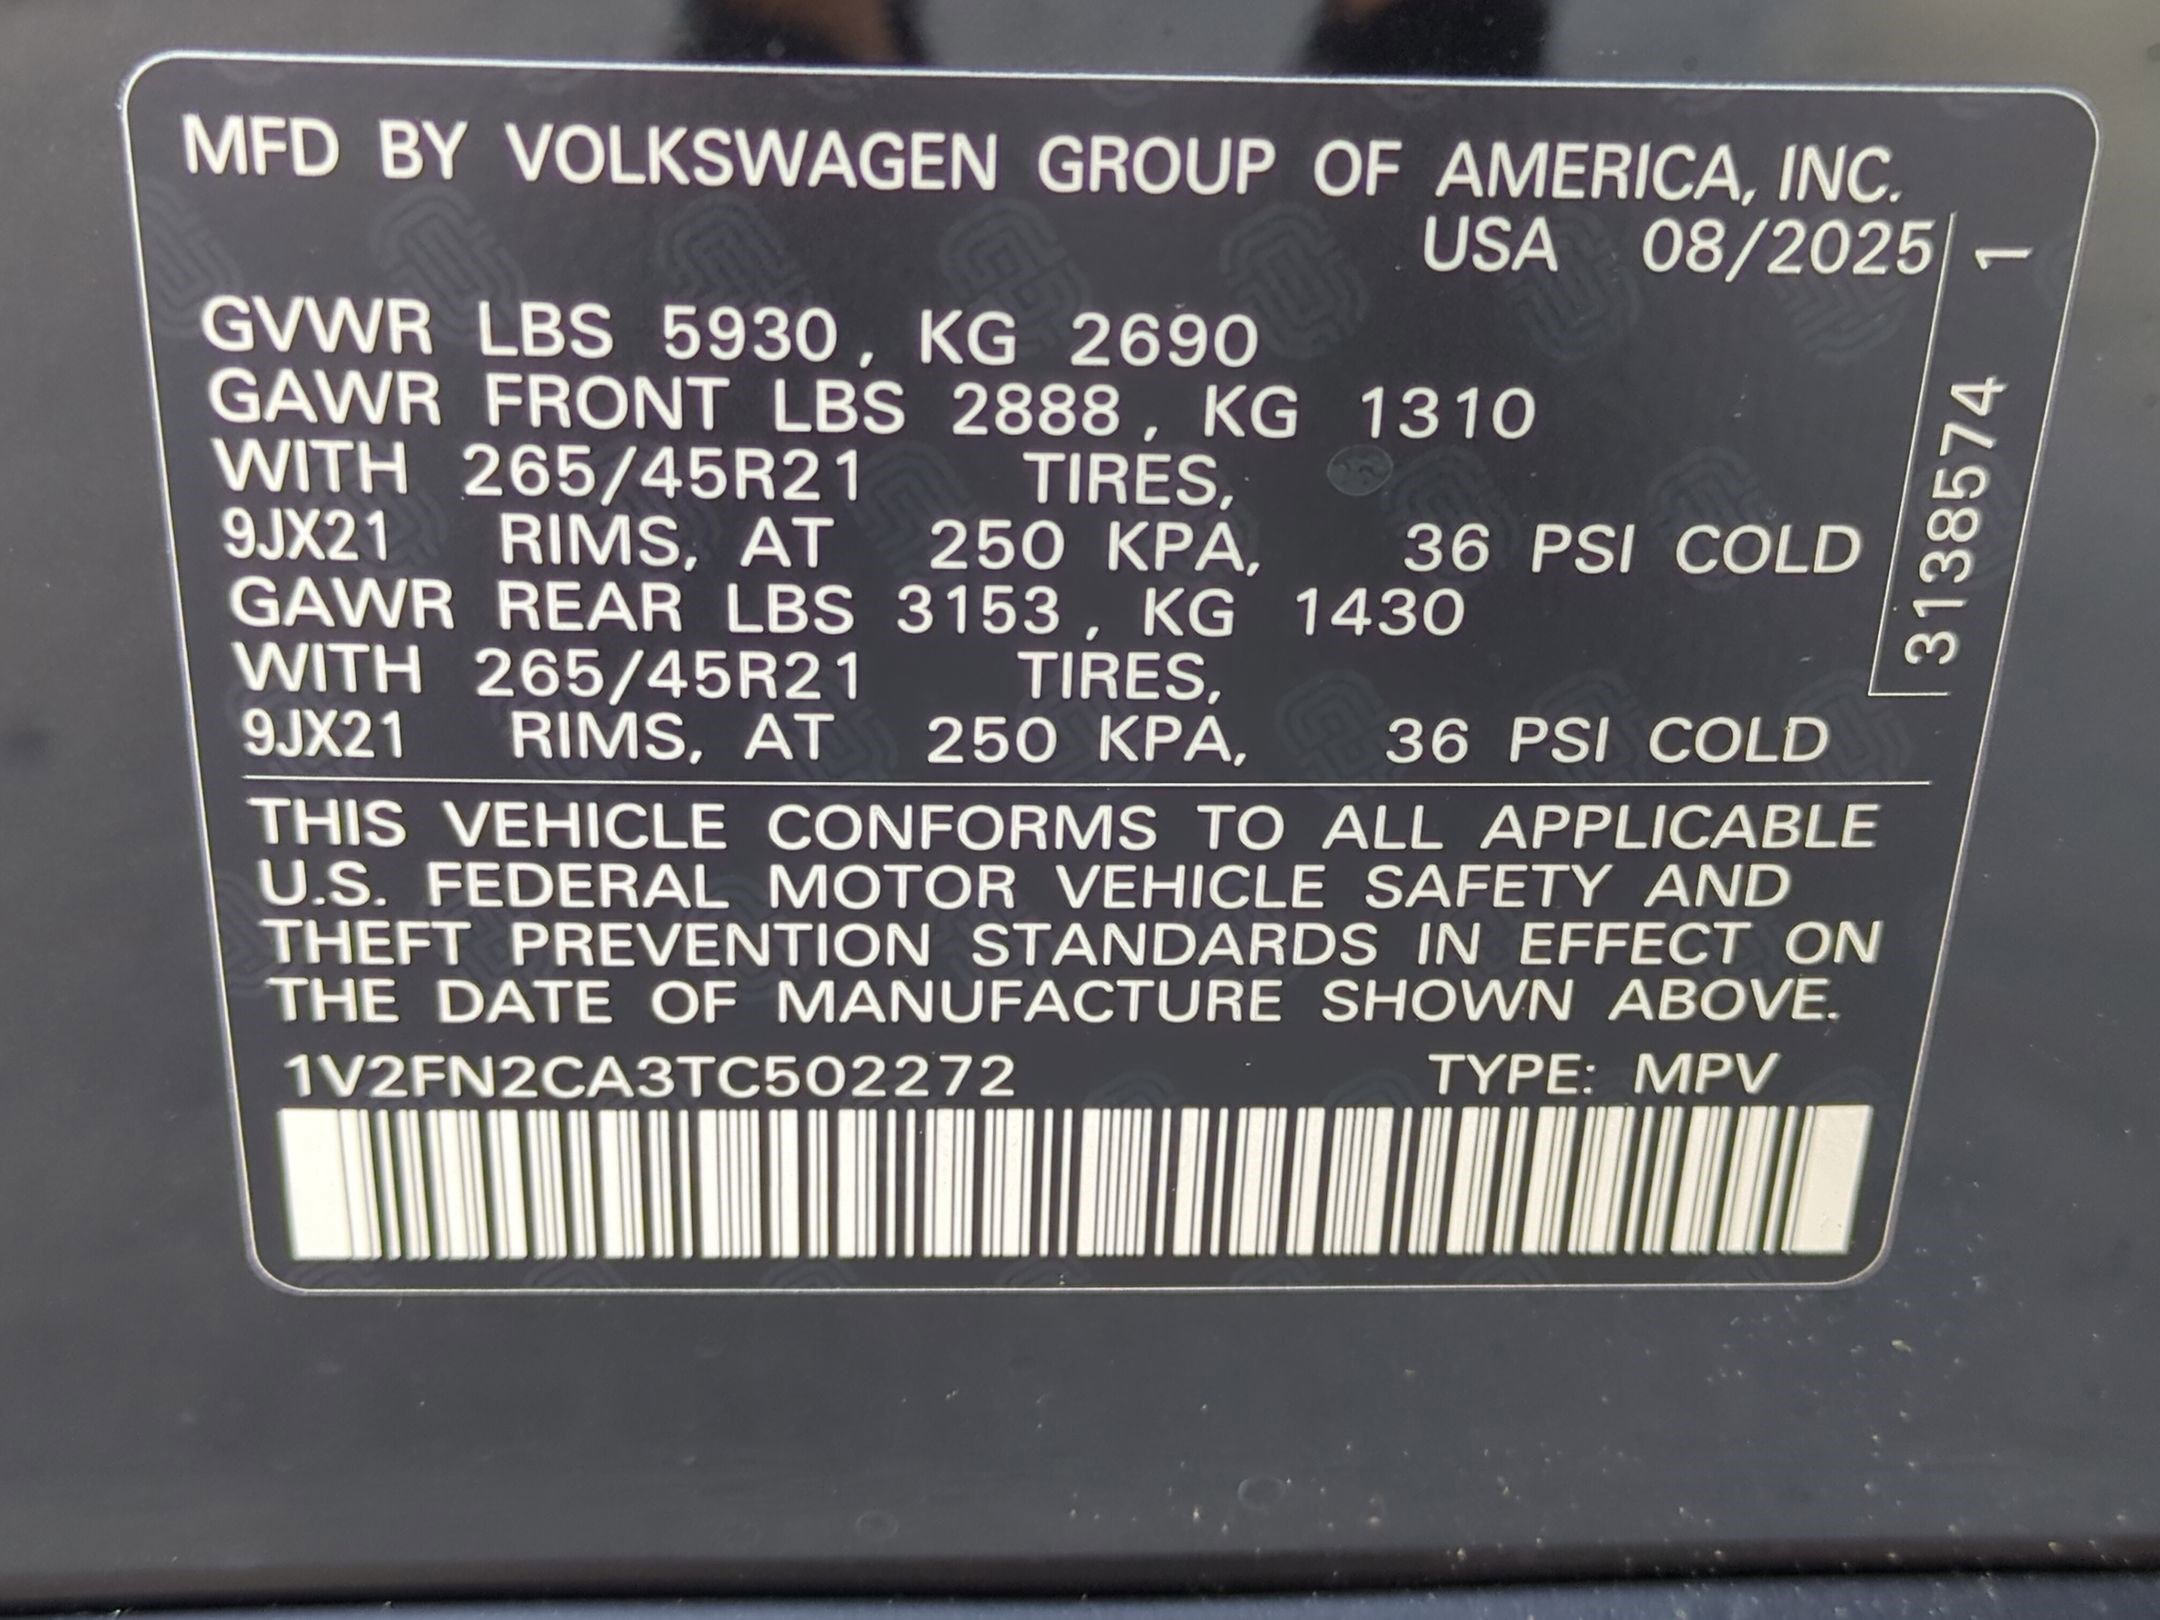 MFD BY VOLKSWAGEN GROUP OF AMERICA, INC.
USA 08/2025
GVWR LBS 5930, KG 2690
GAWR FRONT LBS 2888, KG 1310
WITH 265/45R21 TIRES,
9JX21 RIMS, AT 250 KPA, 36 PSI COLD
GAWR REAR LBS 3153, KG 1430
WITH 265/45R21 TIRES,
9JX21 RIMS, AT 250 KPA, 36 PSI COLD
3138574 1
THIS VEHICLE CONFORMS TO ALL APPLICABLE
U.S. FEDERAL MOTOR VEHICLE SAFETY AND
THEFT PREVENTION STANDARDS IN EFFECT ON
THE DATE OF MANUFACTURE SHOWN ABOVE.
1V2FN2CA3TC502272 TYPE: MPV